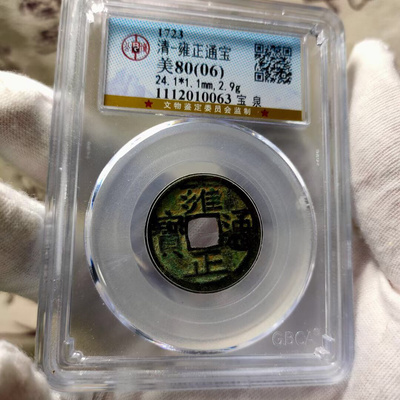 1723
清-雍正通宝
美80(06)
24.1*1.1mm, 2.9g
1112010063 宝 泉
★ 文物鉴定委员会监制 ★
雍
寶 通
正
GBCA